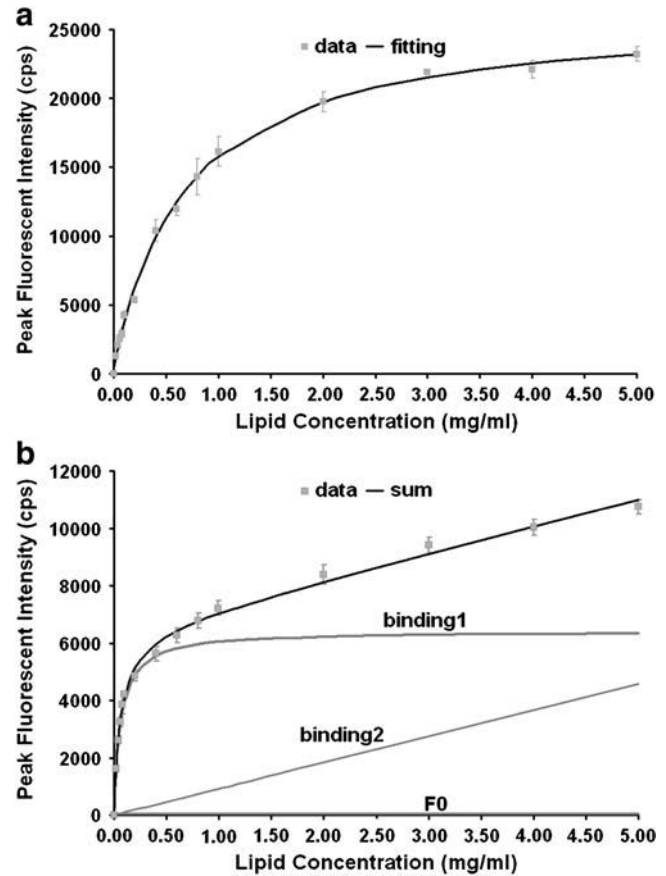 a
25000
20000
15000
10000
5000
0
Peak Fluorescent Intensity (cps)
data fitting
0.00 0.50 1.00 1.50 2.00 2.50 3.00 3.50 4.00 4.50 5.00
Lipid Concentration (mg/ml)
b
12000
10000
8000
6000
4000
2000
0
Peak Fluorescent Intensity (cps)
data sum
binding1
binding2
F0
0.00 0.50 1.00 1.50 2.00 2.50 3.00 3.50 4.00 4.50 5.00
Lipid Concentration (mg/ml)